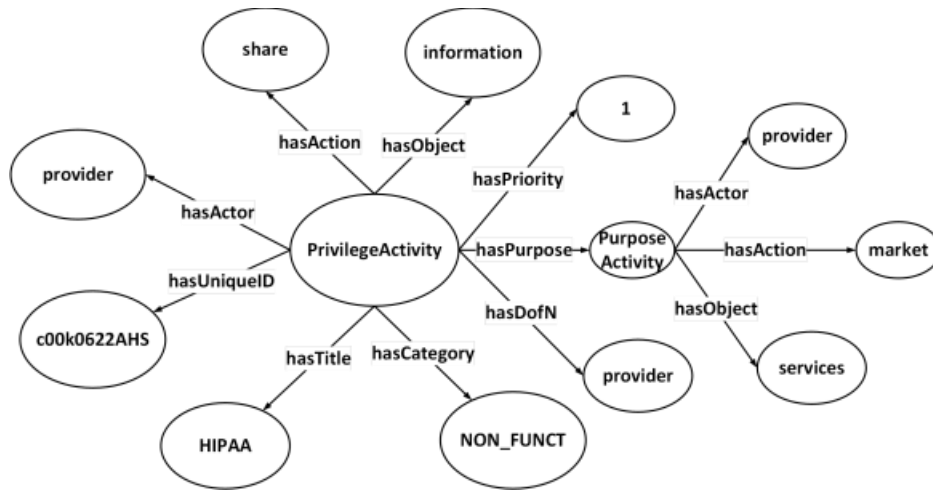 share
information
1
provider
hasAction
hasObject
provider
hasPriority
hasActor
hasActor
PrivilegeActivity
hasPurpose
Purpose
Activity
hasAction
market
hasUniqueID
hasDofN
hasObject
c00k0622AHS
hasTitle
hasCategory
provider
services
HIPAA
NON_FUNCT